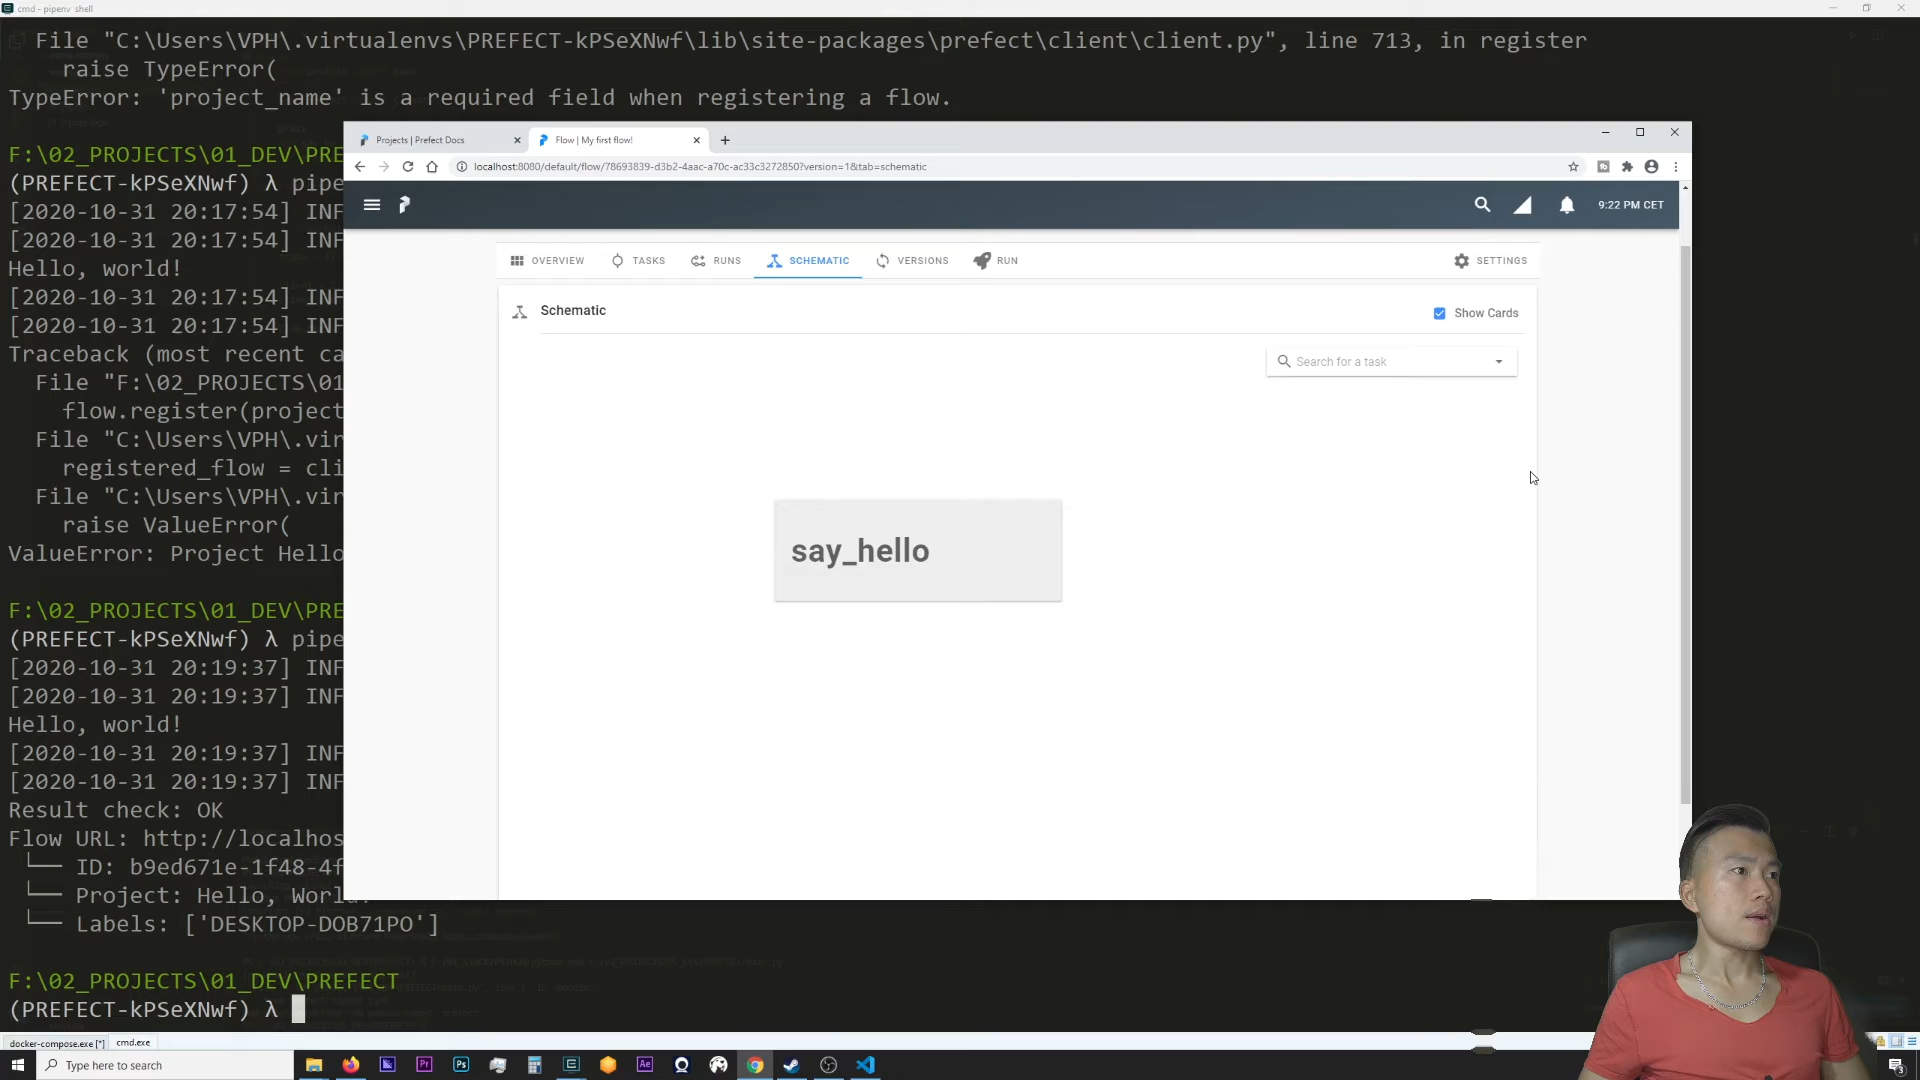 cmd - pipenv shell
File "C:\Users\VPH\.virtualenvs\PREFECT-kPSeXNwf\lib\site-packages\prefect\client\client.py", line 713, in register
raise TypeError(
TypeError: 'project_name' is a required field when registering a flow.
F:\02_PROJECTS\01_DEV\PRE
(PREFECT-kPSeXNwf) λ pipe
[2020-10-31 20:17:54] INF
[2020-10-31 20:17:54] INF
Hello, world!
[2020-10-31 20:17:54] INF
[2020-10-31 20:17:54] INF
Traceback (most recent ca
File "F:\02_PROJECTS\01
flow.register(project
File "C:\Users\VPH\.vir
registered_flow = cli
File "C:\Users\VPH\.vir
raise ValueError(
ValueError: Project Hello
F:\02_PROJECTS\01_DEV\PRE
(PREFECT-kPSeXNwf) λ pipe
[2020-10-31 20:19:37] INF
[2020-10-31 20:19:37] INF
Hello, world!
[2020-10-31 20:19:37] INF
[2020-10-31 20:19:37] INF
Result check: OK
Flow URL: http://localhos
└── ID: b9ed671e-1f48-4f
└── Project: Hello, World!
└── Labels: ['DESKTOP-DOB71PO']
F:\02_PROJECTS\01_DEV\PREFECT
(PREFECT-kPSeXNwf) λ
Projects | Prefect Docs
Flow | My first flow!
localhost:8080/default/flow/78693839-d3b2-4aac-a70c-ac33c3272850?version=1&tab=schematic
9:22 PM CET
OVERVIEW TASKS RUNS SCHEMATIC VERSIONS RUN SETTINGS
Schematic
Show Cards
Search for a task
say_hello
docker-compose.exe [*] cmd.exe
Type here to search
Pr Ps Ae
3